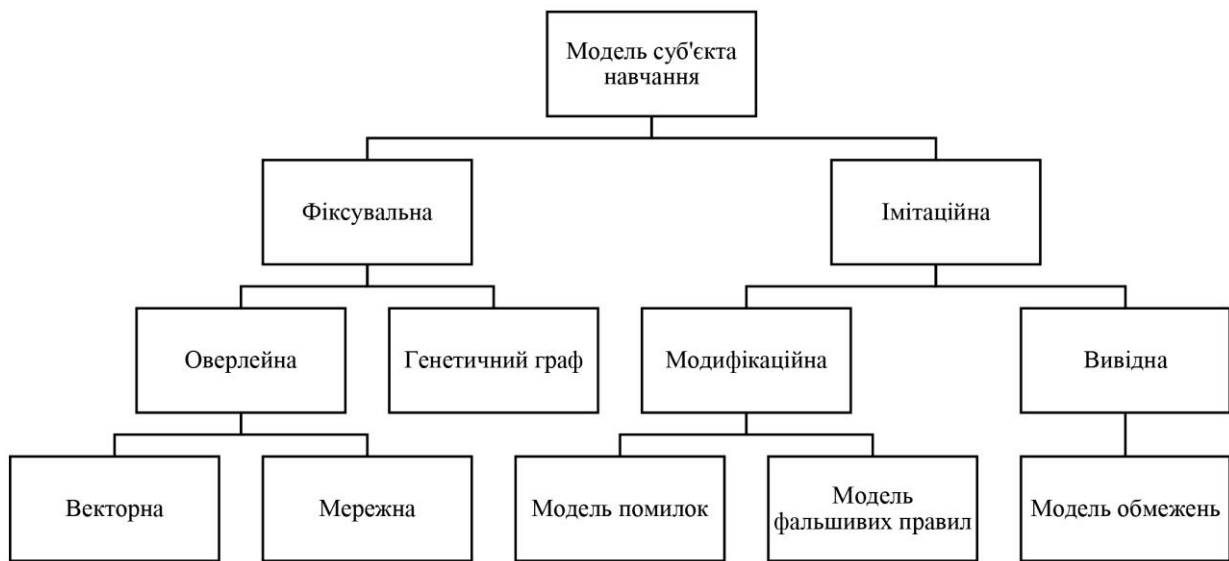 Модель суб'єкта
навчання
Фіксувальна
Імітаційна
Оверлейна
Генетичний граф
Модифікаційна
Вивідна
Векторна
Мережна
Модель помилок
Модель
фальшивих правил
Модель обмежень